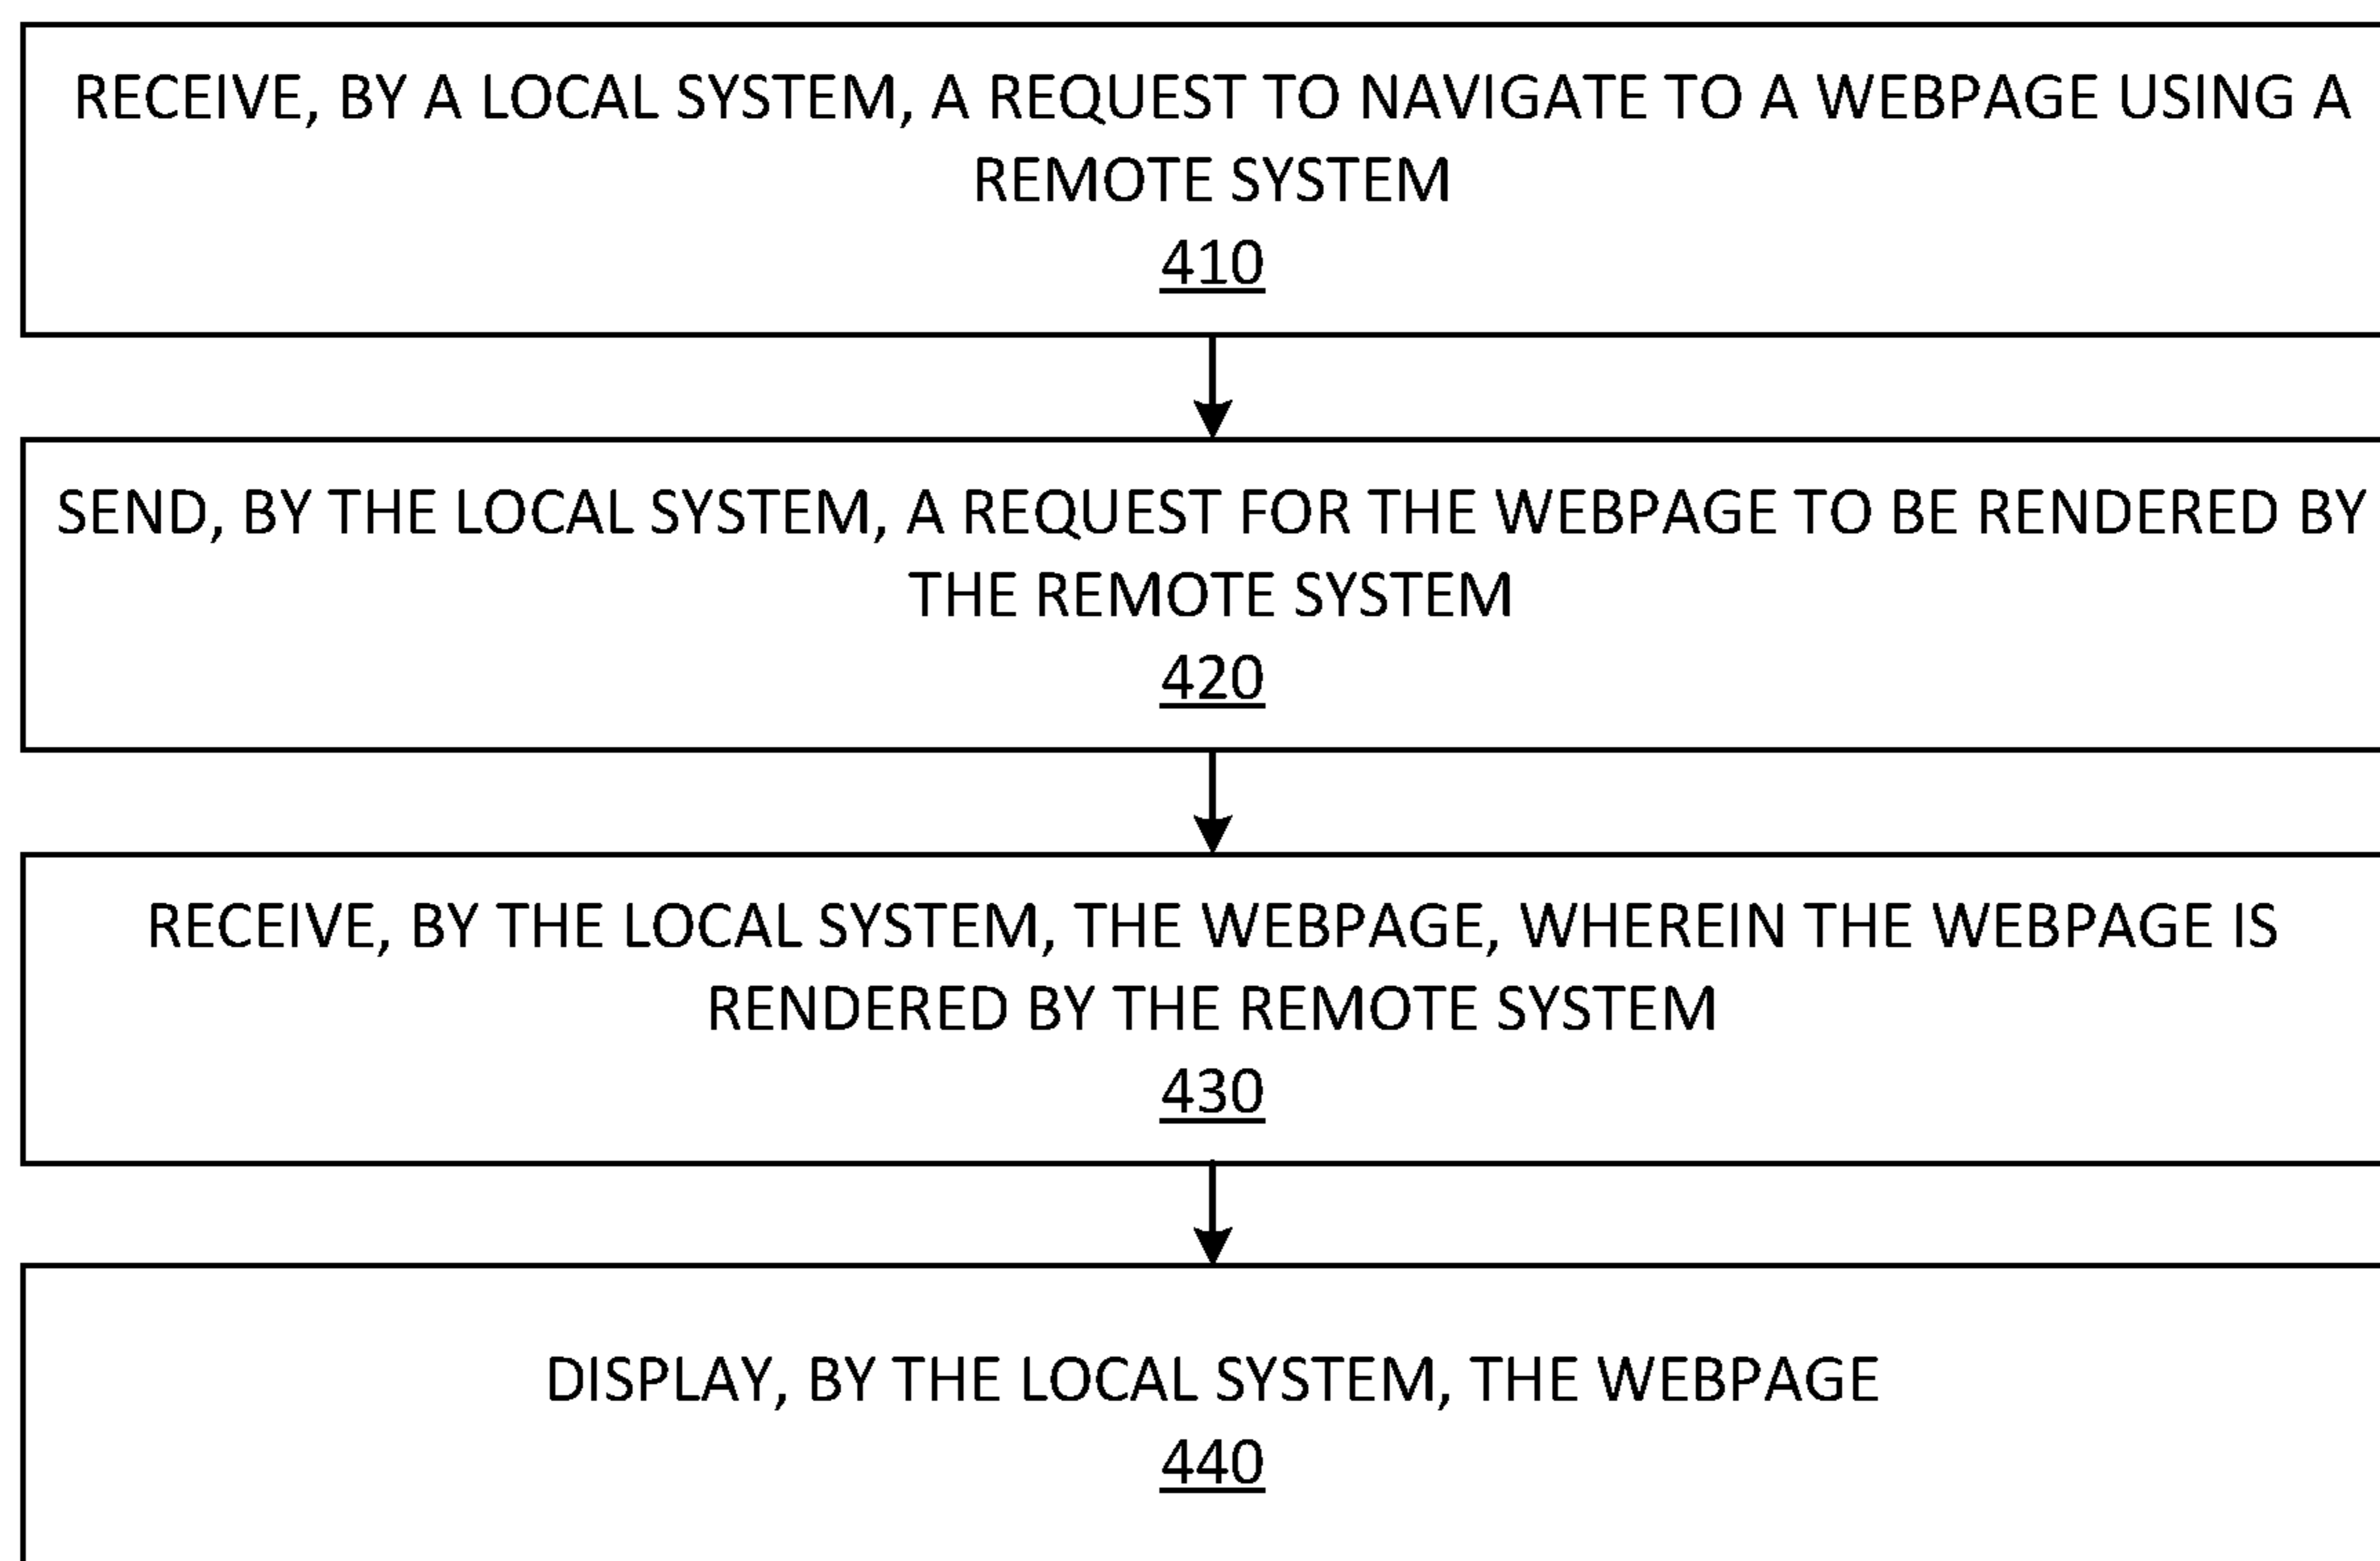 RECEIVE, BY A LOCAL SYSTEM, A REQUEST TO NAVIGATE TO A WEBPAGE USING A
REMOTE SYSTEM
410
SEND, BY THE LOCAL SYSTEM, A REQUEST FOR THE WEBPAGE TO BE RENDERED BY
THE REMOTE SYSTEM
420
RECEIVE, BY THE LOCAL SYSTEM, THE WEBPAGE, WHEREIN THE WEBPAGE IS
RENDERED BY THE REMOTE SYSTEM
430
DISPLAY, BY THE LOCAL SYSTEM, THE WEBPAGE
440